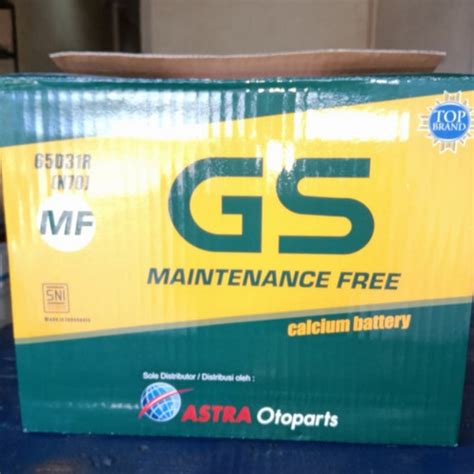 TOP
BRAND
65D31R
(N70)
MF
GS
MAINTENANCE FREE
SNI
Made in Indonesia
calcium battery
Sole Distributor / Distribusi oleh :
ASTRA Otoparts